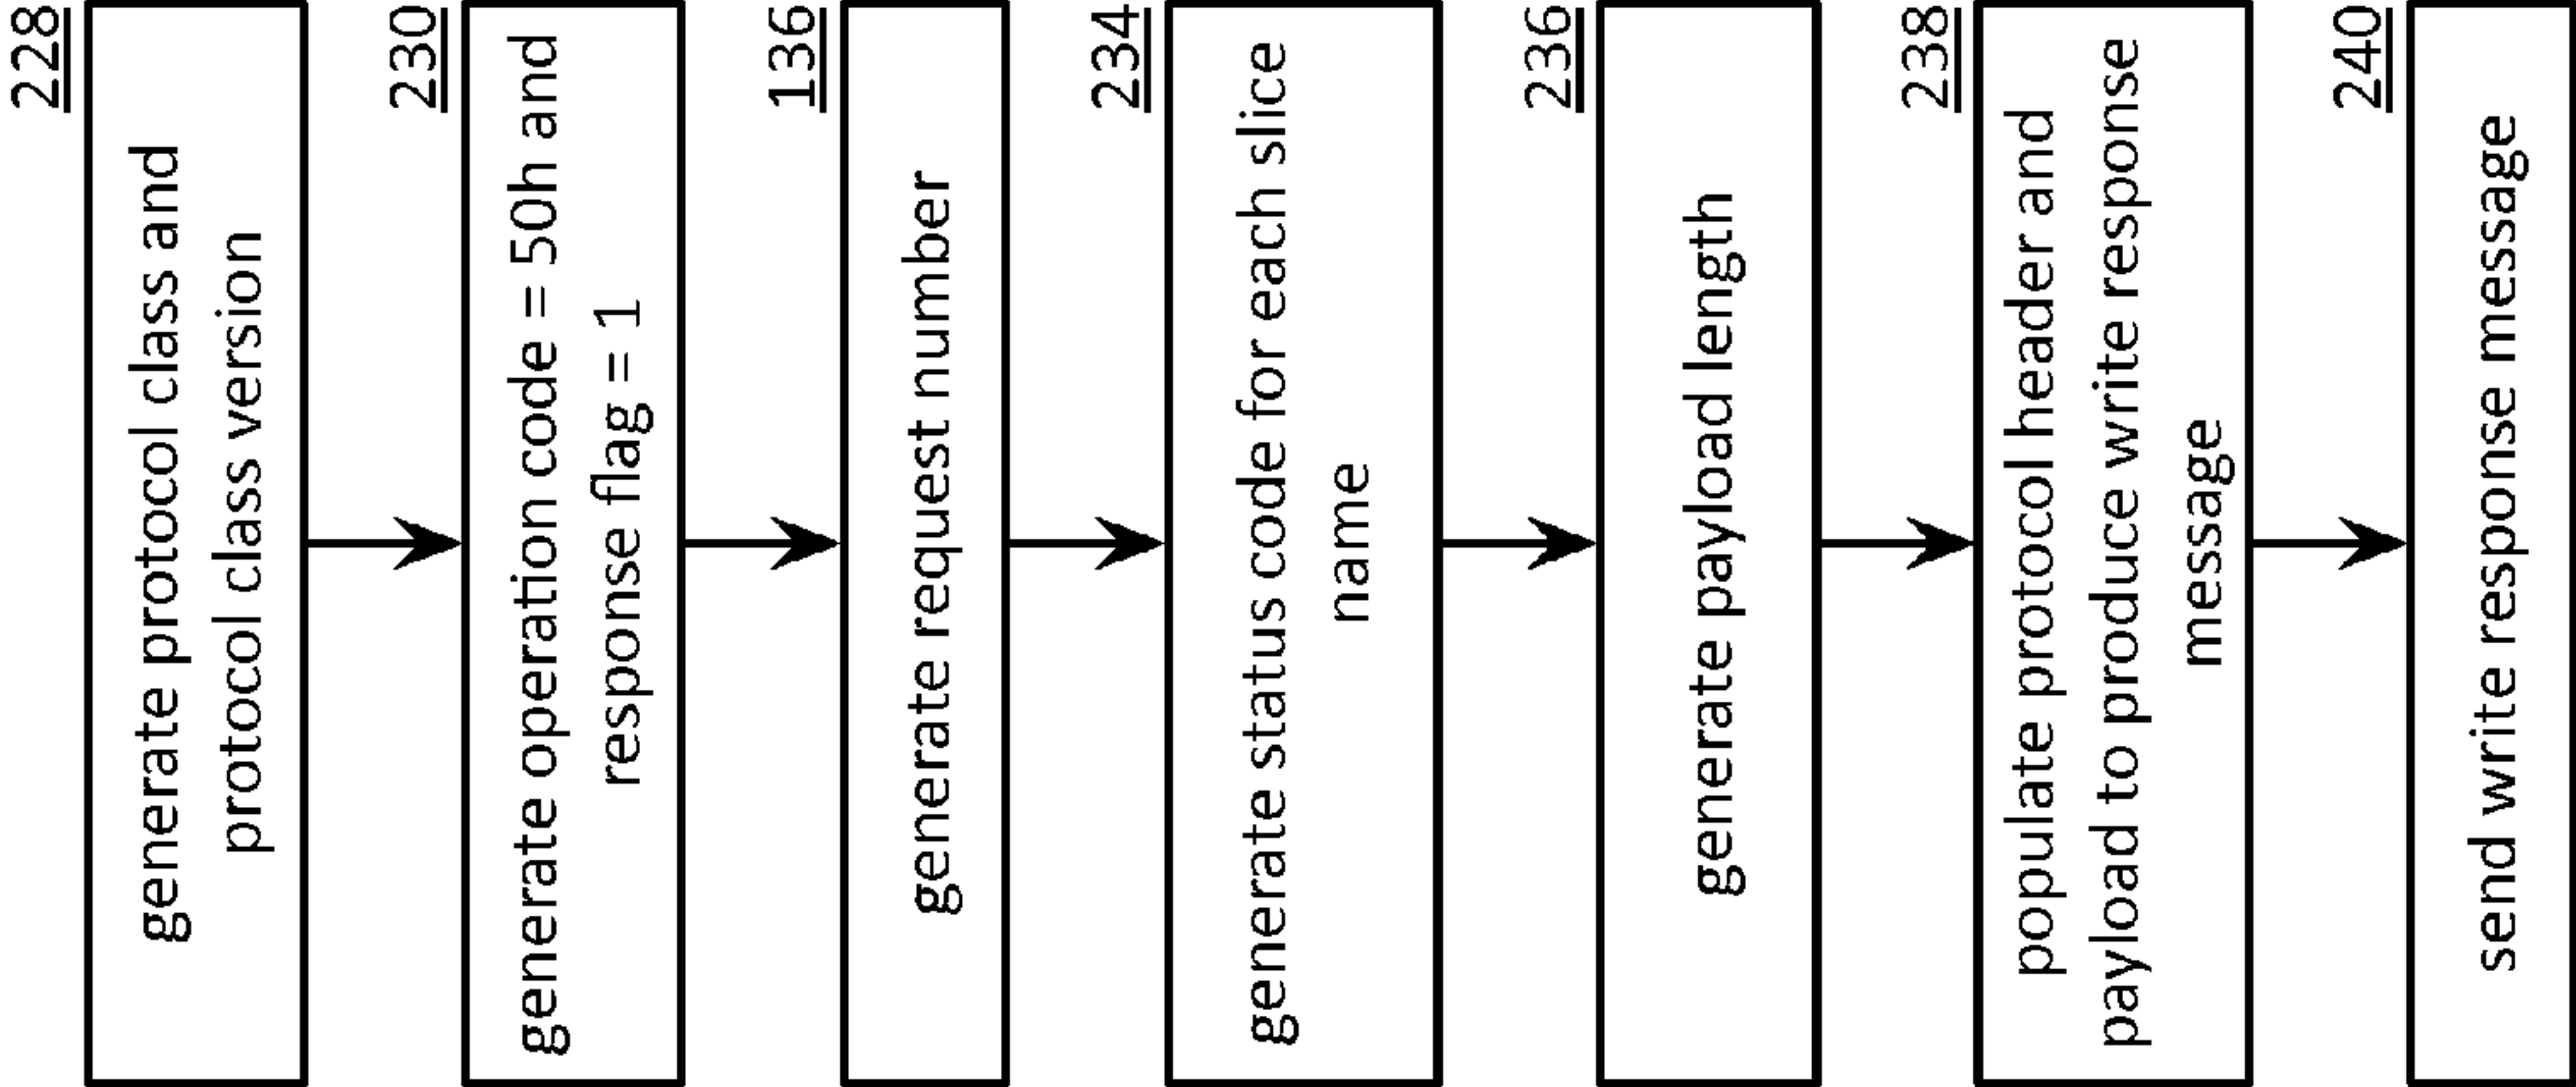 228
generate protocol class and
protocol class version
230
generate operation code = 50h and
response flag = 1
136
generate request number
234
generate status code for each slice
name
236
generate payload length
238
populate protocol header and
payload to produce write response
message
240
send write response message